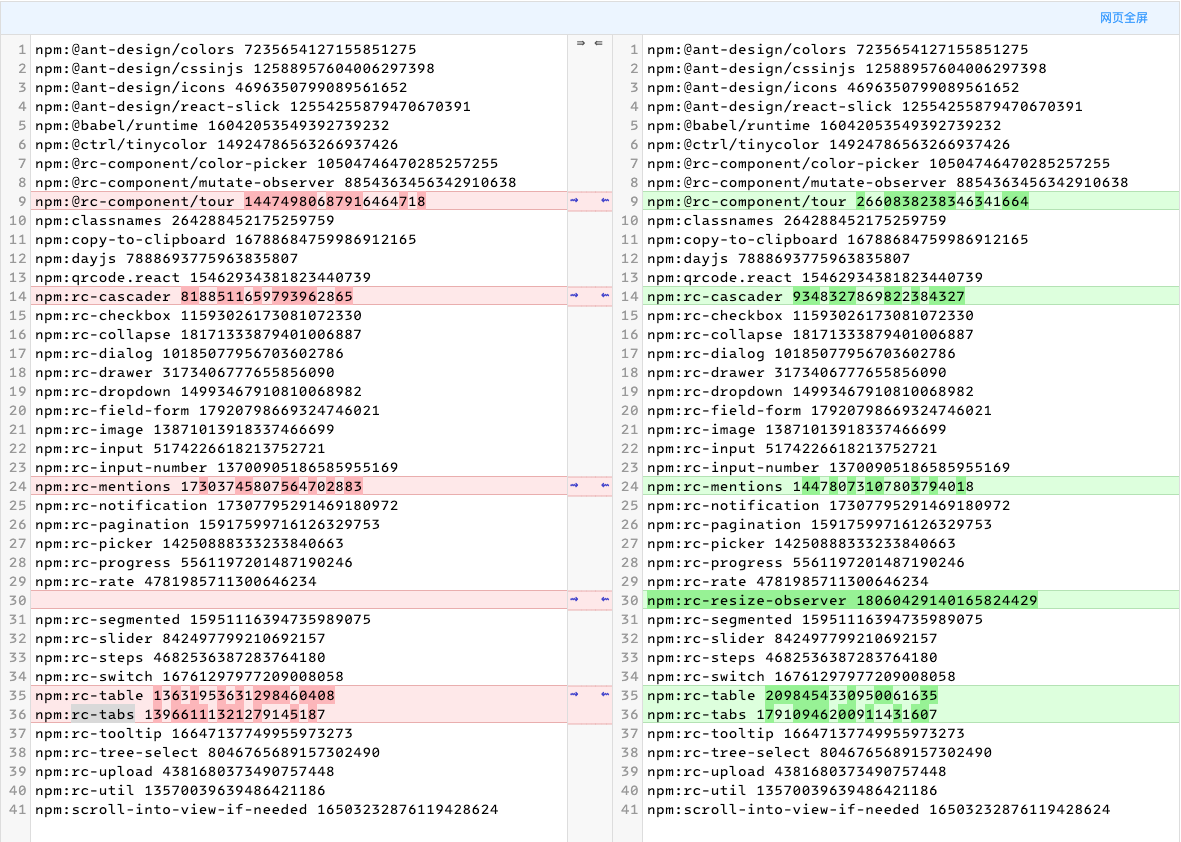 网页全屏
1 npm:@ant-design/colors 7235654127155851275
2 npm:@ant-design/cssinjs 12588957604006297398
3 npm:@ant-design/icons 4696350799089561652
4 npm:@ant-design/react-slick 12554255879470670391
5 npm:@babel/runtime 16042053549392739232
6 npm:@ctrl/tinycolor 14924786563266937426
7 npm:@rc-component/color-picker 10504746470285257255
8 npm:@rc-component/mutate-observer 8854363456342910638
9 npm:@rc-component/tour 14474980687916464718
10 npm:classnames 264288452175259759
11 npm:copy-to-clipboard 16788684759986912165
12 npm:dayjs 7888693775963835807
13 npm:qrcode.react 15462934381823440739
14 npm:rc-cascader 8188511659793962865
15 npm:rc-checkbox 11593026173081072330
16 npm:rc-collapse 18171333879401006887
17 npm:rc-dialog 10185077956703602786
18 npm:rc-drawer 3173406777655856090
19 npm:rc-dropdown 14993467910810068982
20 npm:rc-field-form 17920798669324746021
21 npm:rc-image 13871013918337466699
22 npm:rc-input 5174226618213752721
23 npm:rc-input-number 13700905186585955169
24 npm:rc-mentions 17303745807564702883
25 npm:rc-notification 17307795291469180972
26 npm:rc-pagination 15917599716126329753
27 npm:rc-picker 14250888333233840663
28 npm:rc-progress 5561197201487190246
29 npm:rc-rate 4781985711300646234
30
31 npm:rc-segmented 15951116394735989075
32 npm:rc-slider 842497799210692157
33 npm:rc-steps 4682536387283764180
34 npm:rc-switch 16761297977209008058
35 npm:rc-table 13631953631298460408
36 npm:rc-tabs 13966111321279145187
37 npm:rc-tooltip 16647137749955973273
38 npm:rc-tree-select 8046765689157302490
39 npm:rc-upload 4381680373490757448
40 npm:rc-util 13570039639486421186
41 npm:scroll-into-view-if-needed 16503232876119428624
1 npm:@ant-design/colors 7235654127155851275
2 npm:@ant-design/cssinjs 12588957604006297398
3 npm:@ant-design/icons 4696350799089561652
4 npm:@ant-design/react-slick 12554255879470670391
5 npm:@babel/runtime 16042053549392739232
6 npm:@ctrl/tinycolor 14924786563266937426
7 npm:@rc-component/color-picker 10504746470285257255
8 npm:@rc-component/mutate-observer 8854363456342910638
9 npm:@rc-component/tour 2660838238346341664
10 npm:classnames 264288452175259759
11 npm:copy-to-clipboard 16788684759986912165
12 npm:dayjs 7888693775963835807
13 npm:qrcode.react 15462934381823440739
14 npm:rc-cascader 9348327869822384327
15 npm:rc-checkbox 11593026173081072330
16 npm:rc-collapse 18171333879401006887
17 npm:rc-dialog 10185077956703602786
18 npm:rc-drawer 3173406777655856090
19 npm:rc-dropdown 14993467910810068982
20 npm:rc-field-form 17920798669324746021
21 npm:rc-image 13871013918337466699
22 npm:rc-input 5174226618213752721
23 npm:rc-input-number 13700905186585955169
24 npm:rc-mentions 14478073107803794018
25 npm:rc-notification 17307795291469180972
26 npm:rc-pagination 15917599716126329753
27 npm:rc-picker 14250888333233840663
28 npm:rc-progress 5561197201487190246
29 npm:rc-rate 4781985711300646234
30 npm:rc-resize-observer 18060429140165824429
31 npm:rc-segmented 15951116394735989075
32 npm:rc-slider 842497799210692157
33 npm:rc-steps 4682536387283764180
34 npm:rc-switch 16761297977209008058
35 npm:rc-table 2098454330950061635
36 npm:rc-tabs 17910946200911431607
37 npm:rc-tooltip 16647137749955973273
38 npm:rc-tree-select 8046765689157302490
39 npm:rc-upload 4381680373490757448
40 npm:rc-util 13570039639486421186
41 npm:scroll-into-view-if-needed 16503232876119428624